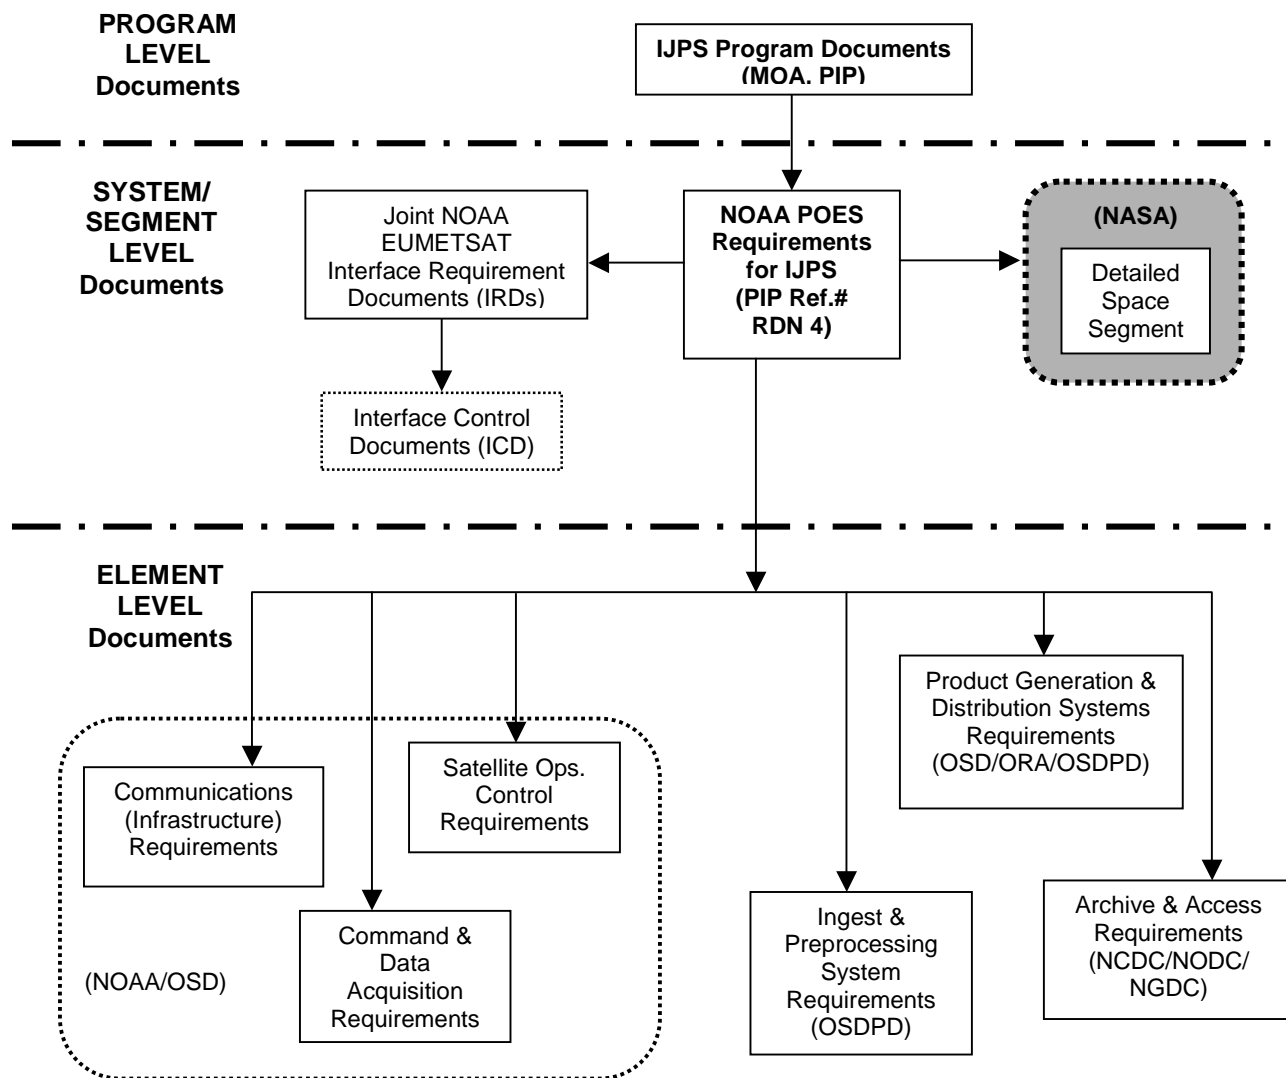 PROGRAM
LEVEL
Documents
IJPS Program Documents
(MOA, PIP)
SYSTEM/
SEGMENT
LEVEL
Documents
Joint NOAA
EUMETSAT
Interface Requirement
Documents (IRDs)
NOAA POES
Requirements
for IJPS
(PIP Ref.#
RDN 4)
(NASA)
Detailed
Space
Segment
Interface Control
Documents (ICD)
ELEMENT
LEVEL
Documents
Product Generation &
Distribution Systems
Requirements
(OSD/ORA/OSDPD)
Satellite Ops.
Control
Requirements
Communications
(Infrastructure)
Requirements
Command &
Data
Acquisition
Requirements
(NOAA/OSD)
Ingest &
Preprocessing
System
Requirements
(OSDPD)
Archive & Access
Requirements
(NCDC/NODC/
NGDC)